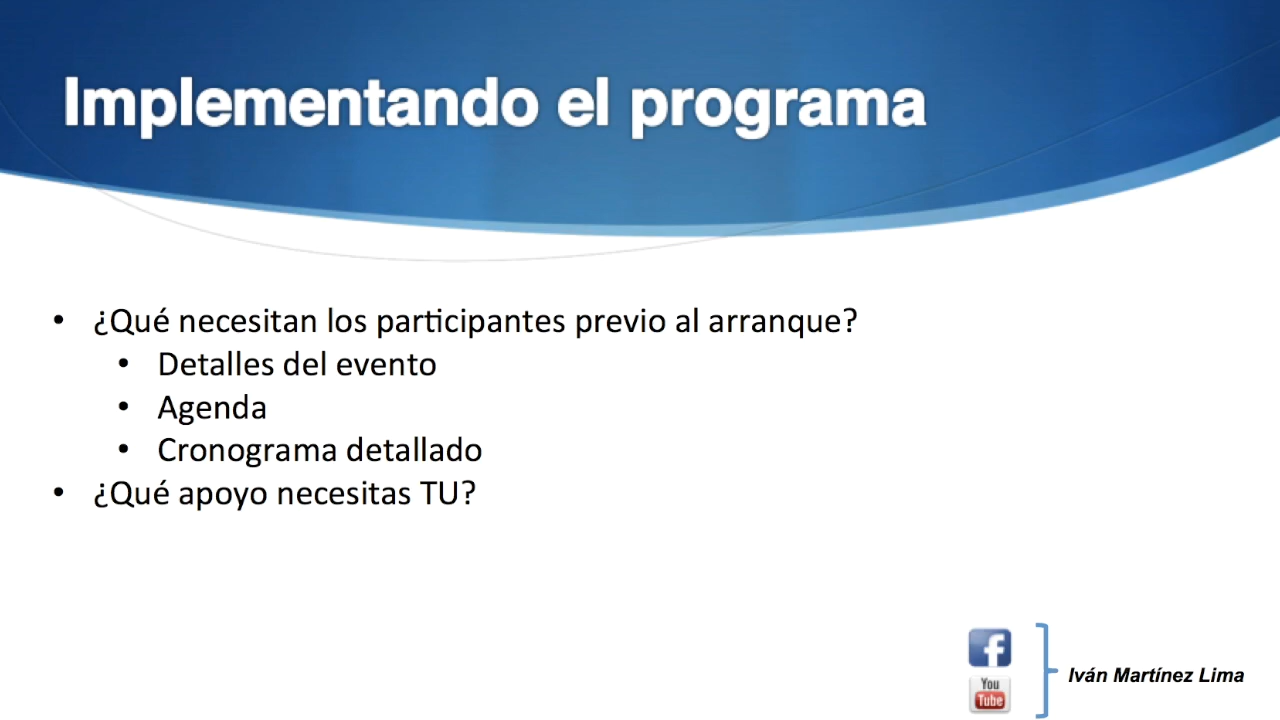 Implementando el programa
• ¿Qué necesitan los participantes previo al arranque?
• Detalles del evento
• Agenda
• Cronograma detallado
• ¿Qué apoyo necesitas TU?
f
You
Tube
Iván Martínez Lima